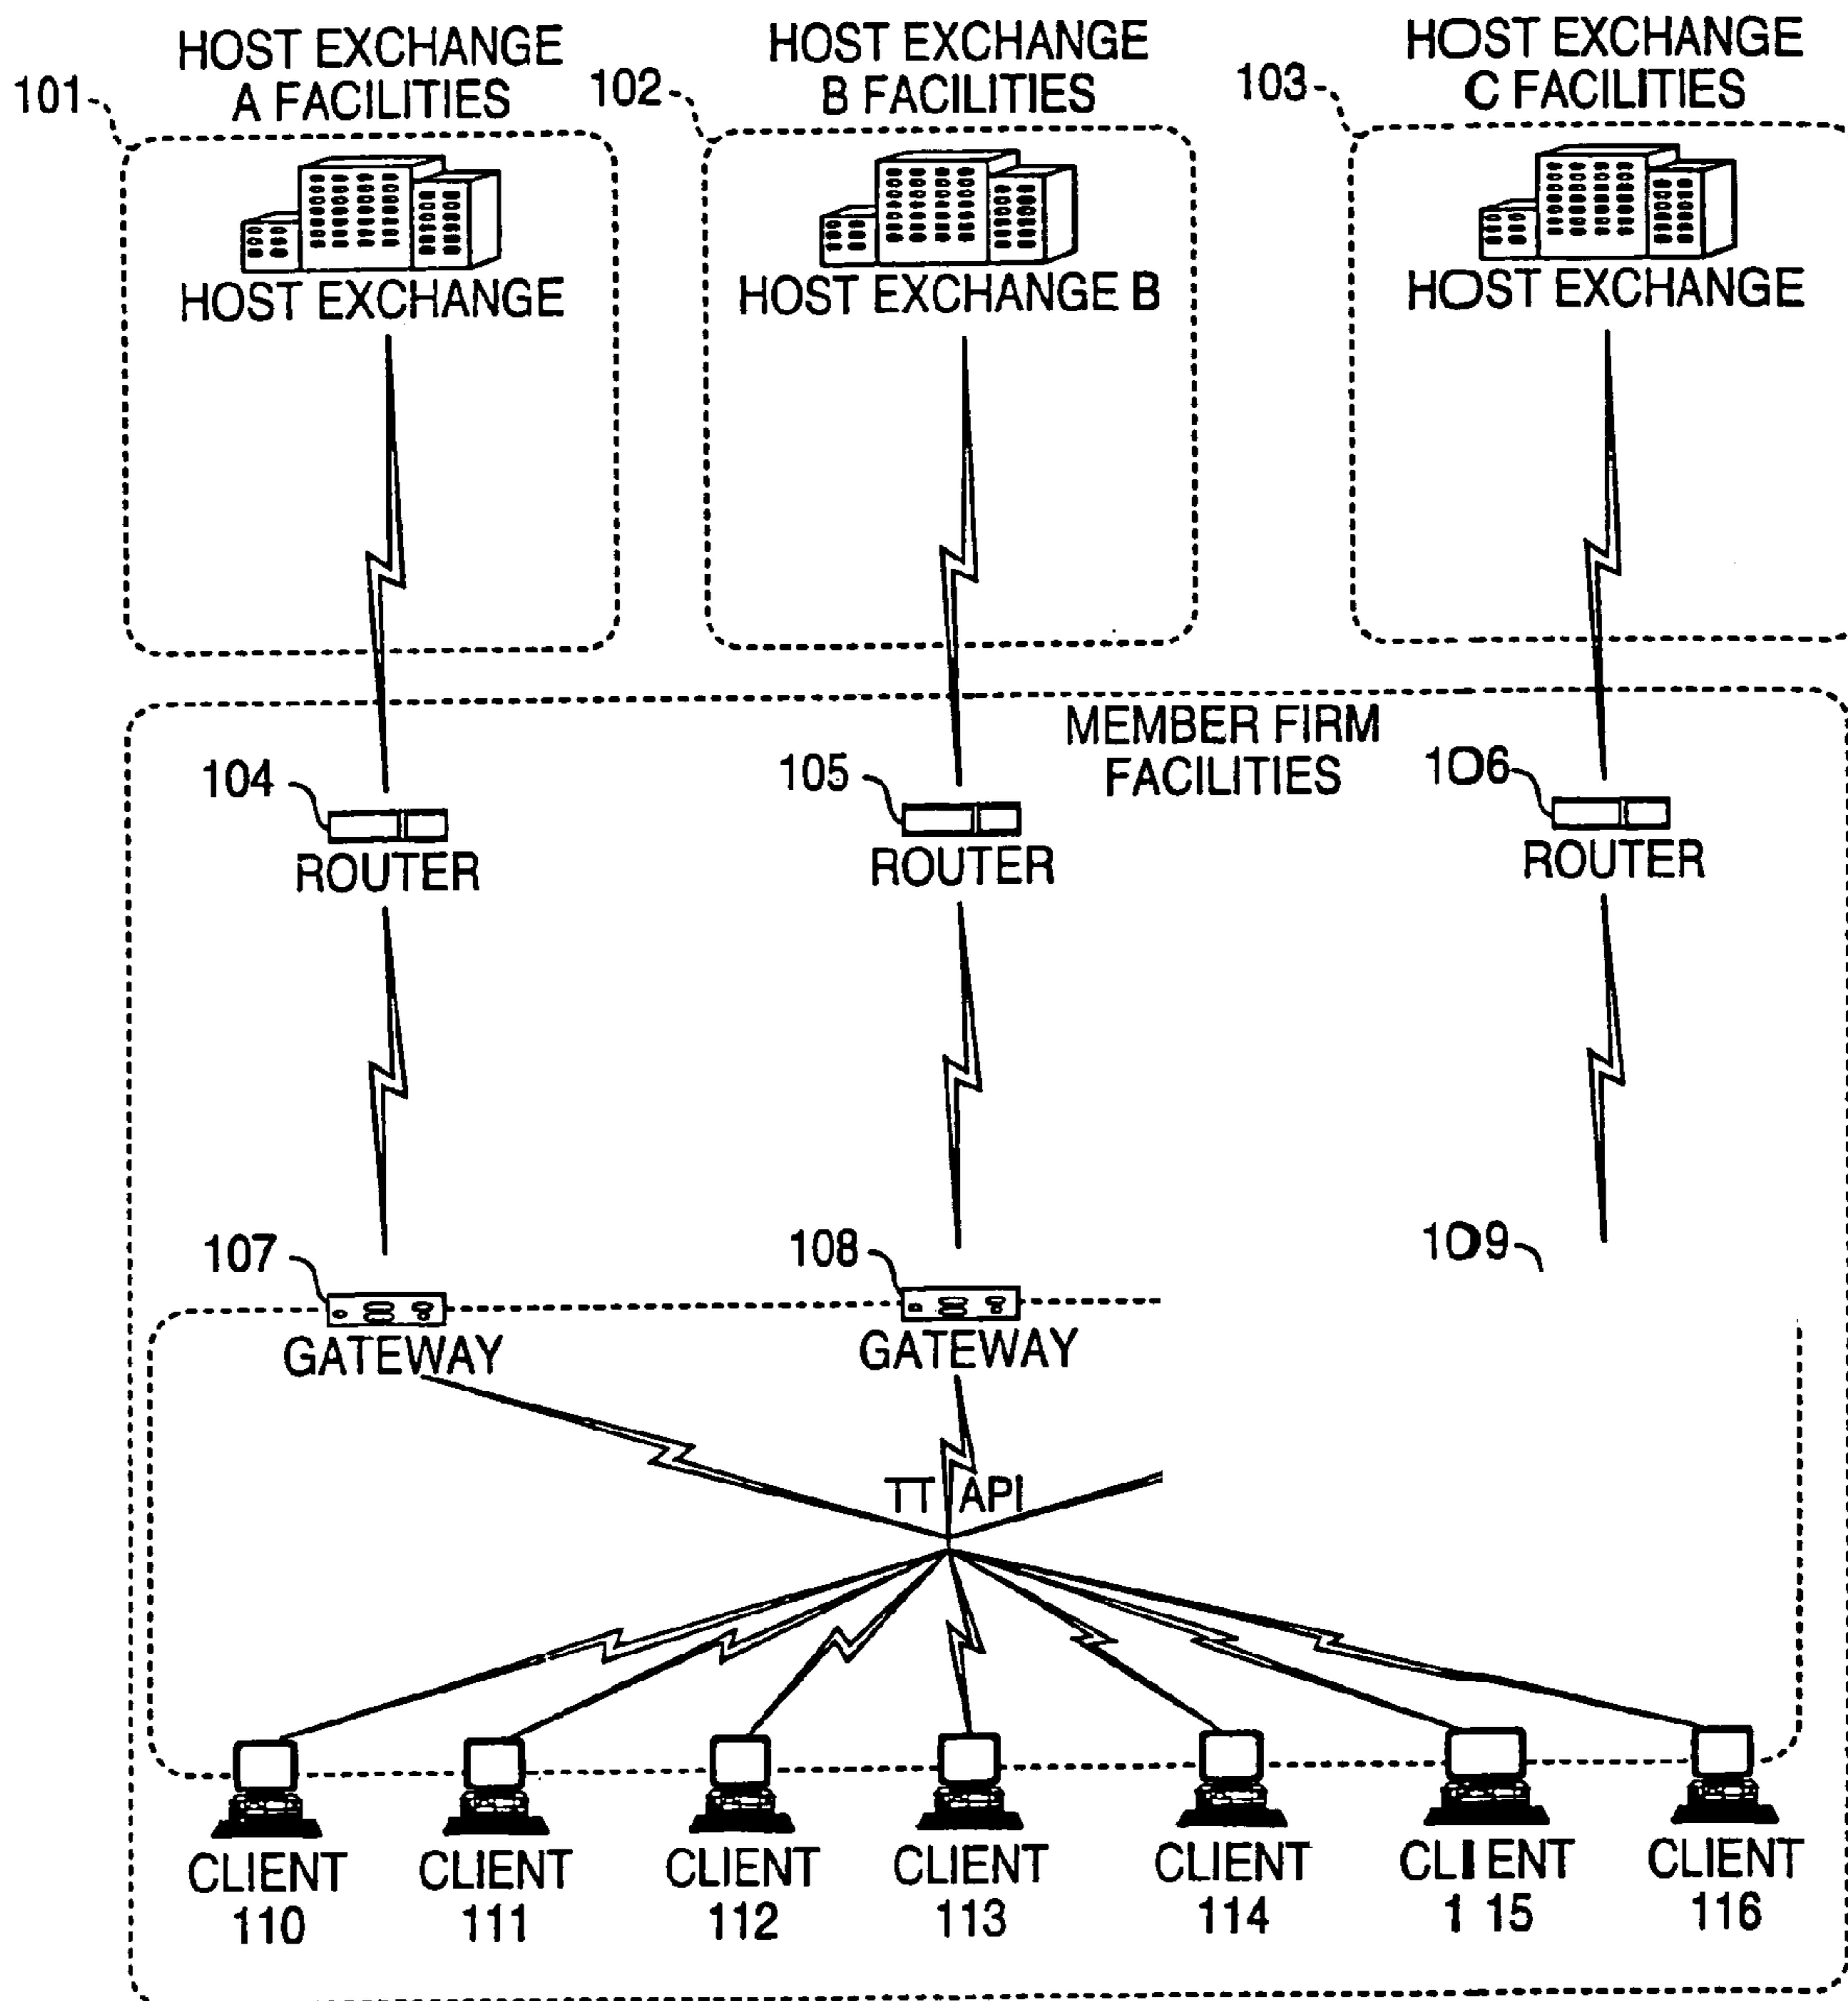 HOST EXCHANGE
A FACILITIES
HOST EXCHANGE
B FACILITIES
HOST EXCHANGE
C FACILITIES
101
102
103
HOST EXCHANGE
HOST EXCHANGE B
HOST EXCHANGE
MEMBER FIRM
FACILITIES
104
105
106
ROUTER
ROUTER
ROUTER
107
108
109
GATEWAY
GATEWAY
TT API
CLIENT
110
CLIENT
111
CLIENT
112
CLIENT
113
CLIENT
114
CLIENT
115
CLIENT
116